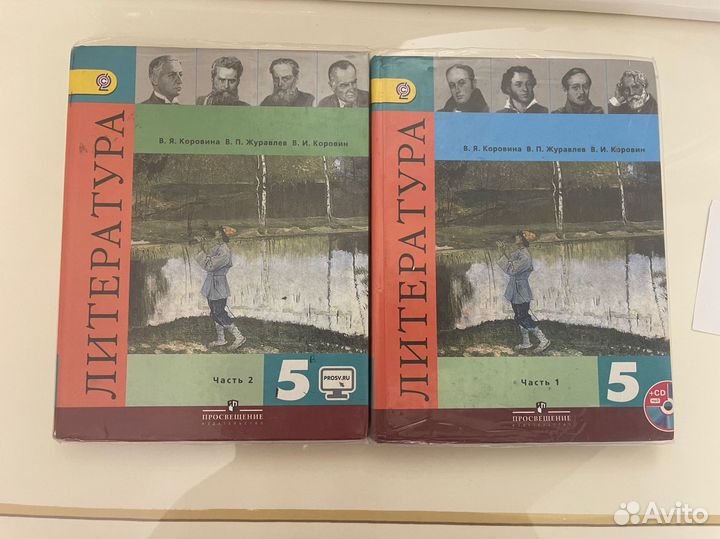 ЛИТЕРАТУРА
В. Я. Коровина В. П. Журавлев В. И. Коровин
Часть 2
5
В
PROSV.RU
ПРОСВЕЩЕНИЕ
ИЗДАТЕЛЬСТВО
ЛИТЕРАТУРА
В. Я. Коровина В. П. Журавлев В. И. Коровин
Часть 1
5
+CD
mp3
ПРОСВЕЩЕНИЕ
ИЗДАТЕЛЬСТВО
Avito